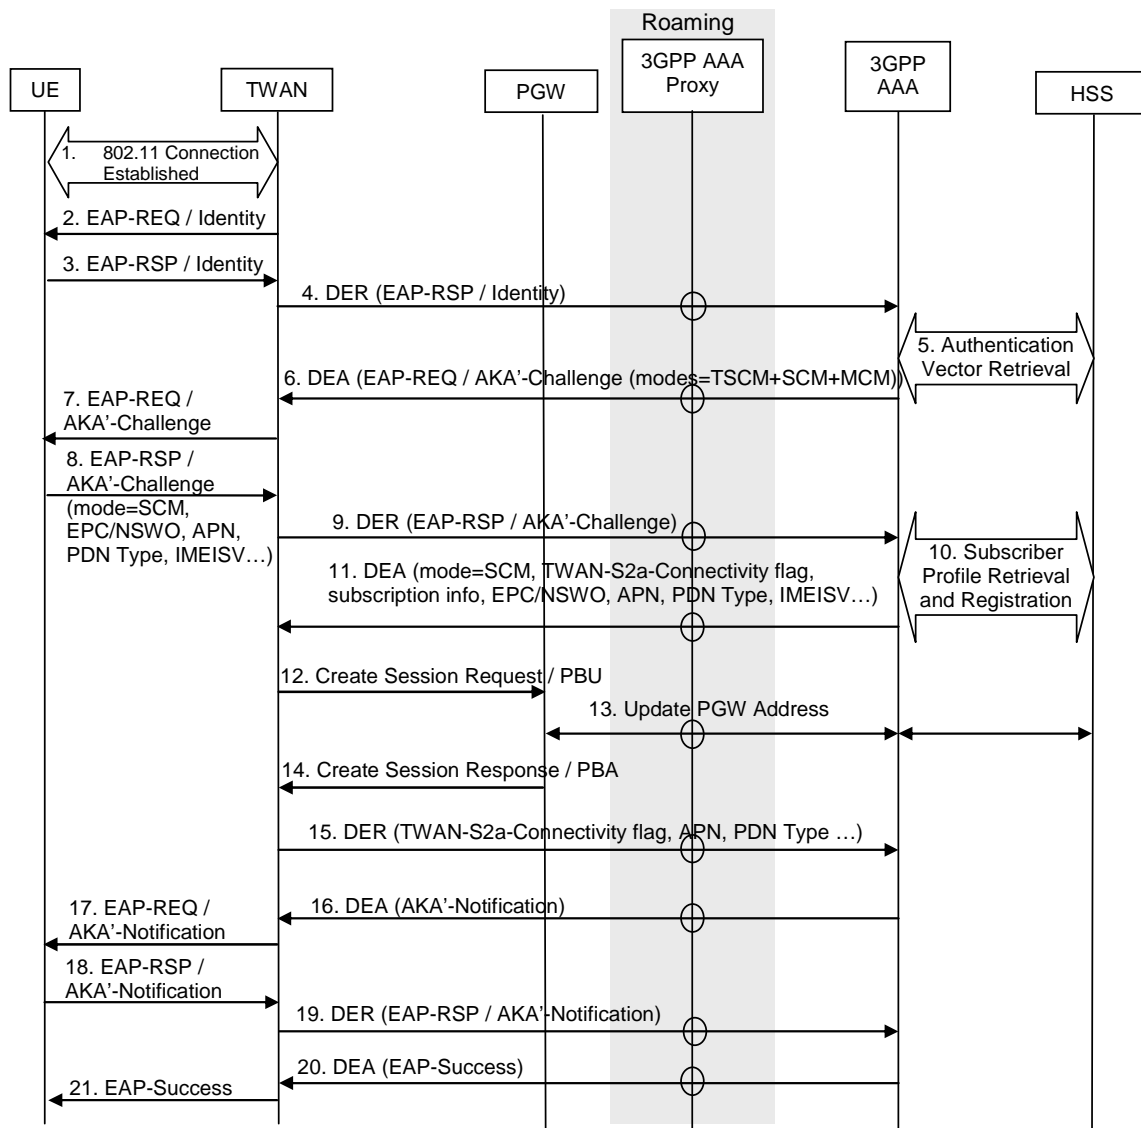 Roaming
UE
TWAN
PGW
3GPP AAA
Proxy
3GPP
AAA
HSS
1. 802.11 Connection
Established
2. EAP-REQ / Identity
3. EAP-RSP / Identity
4. DER (EAP-RSP / Identity)
5. Authentication
Vector Retrieval
6. DEA (EAP-REQ / AKA’-Challenge (modes=TSCM+SCM+MCM))
7. EAP-REQ /
AKA’-Challenge
8. EAP-RSP /
AKA’-Challenge
(mode=SCM,
EPC/NSWO, APN,
PDN Type, IMEISV…)
9. DER (EAP-RSP / AKA’-Challenge)
10. Subscriber
Profile Retrieval
and Registration
11. DEA (mode=SCM, TWAN-S2a-Connectivity flag,
subscription info, EPC/NSWO, APN, PDN Type, IMEISV…)
12. Create Session Request / PBU
13. Update PGW Address
14. Create Session Response / PBA
15. DER (TWAN-S2a-Connectivity flag, APN, PDN Type …)
16. DEA (AKA’-Notification)
17. EAP-REQ /
AKA’-Notification
18. EAP-RSP /
AKA’-Notification
19. DER (EAP-RSP / AKA’-Notification)
20. DEA (EAP-Success)
21. EAP-Success